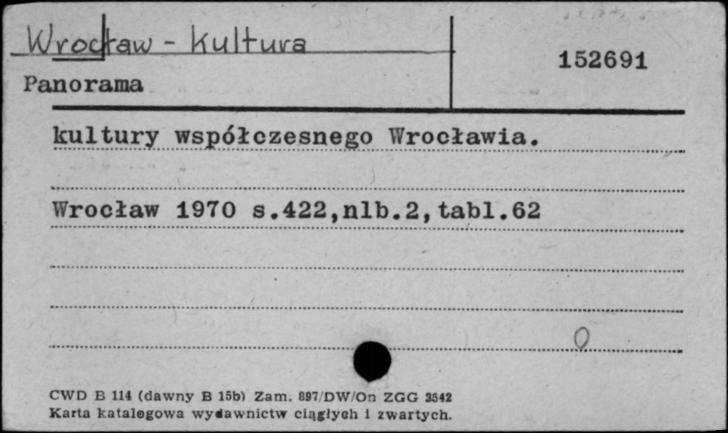 Wrocław - Kultura
152691
Panorama
kultury współczesnego Wrocławia.
Wrocław 1970 s.422,nlb.2,tabl.62
0
CWD B 114 (dawny B 15b) Zam. 897/DW/On ZGG 3542
Karta katalogowa wydawnictw ciągłych i zwartych.